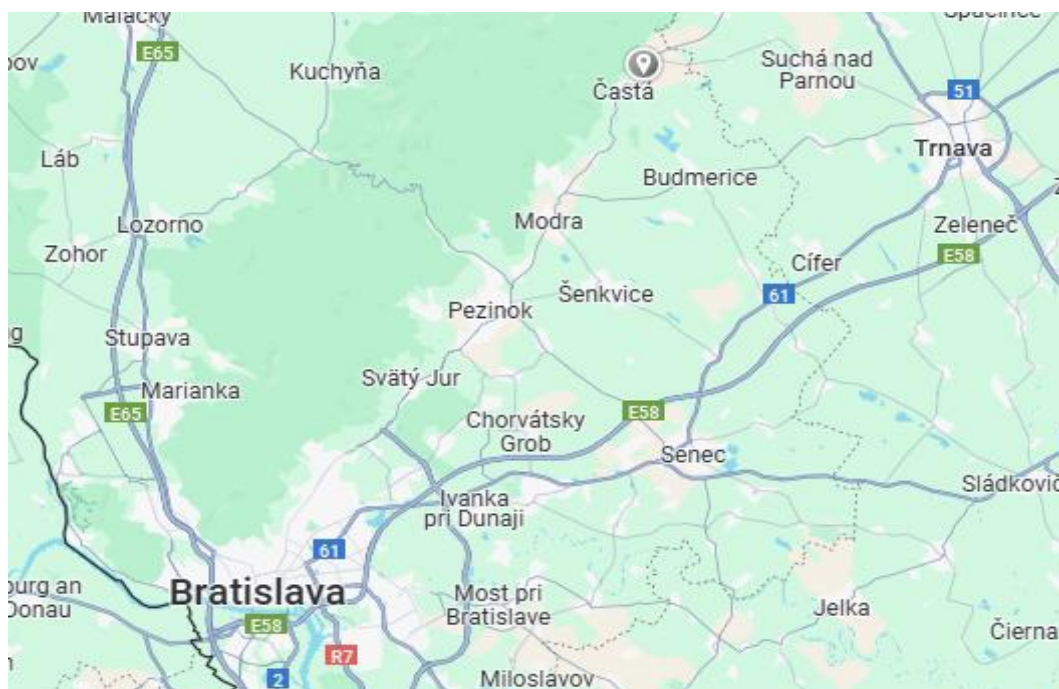 Malacky
E65
Kuchyňa
Častá
Suchá nad
Parnou
51
Trnava
Láb
Budmerice
Lozorno
Modra
Zohor
Zeleneč
E58
Cífer
61
Šenkvice
Pezinok
Stupava
Marianka
Svätý Jur
E65
E58
Chorvátsky
Grob
Senec
Ivanka
pri Dunaji
61
Bratislava
E58
Most pri
Bratislave
Jelka
Donau
R7
2
Miloslavov
Čierna